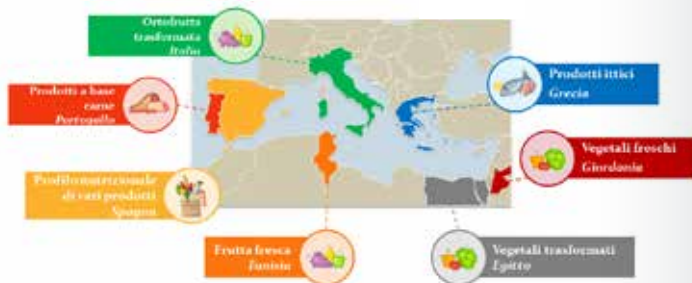 Ortofrutta
trasformata
Italia
Prodotti a base
carne
Portogallo
Prodotti ittici
Grecia
Vegetali freschi
Giordania
Profilo nutrizionale
di vari prodotti
Spagna
Frutta fresca
Tunisia
Vegetali trasformati
Egitto